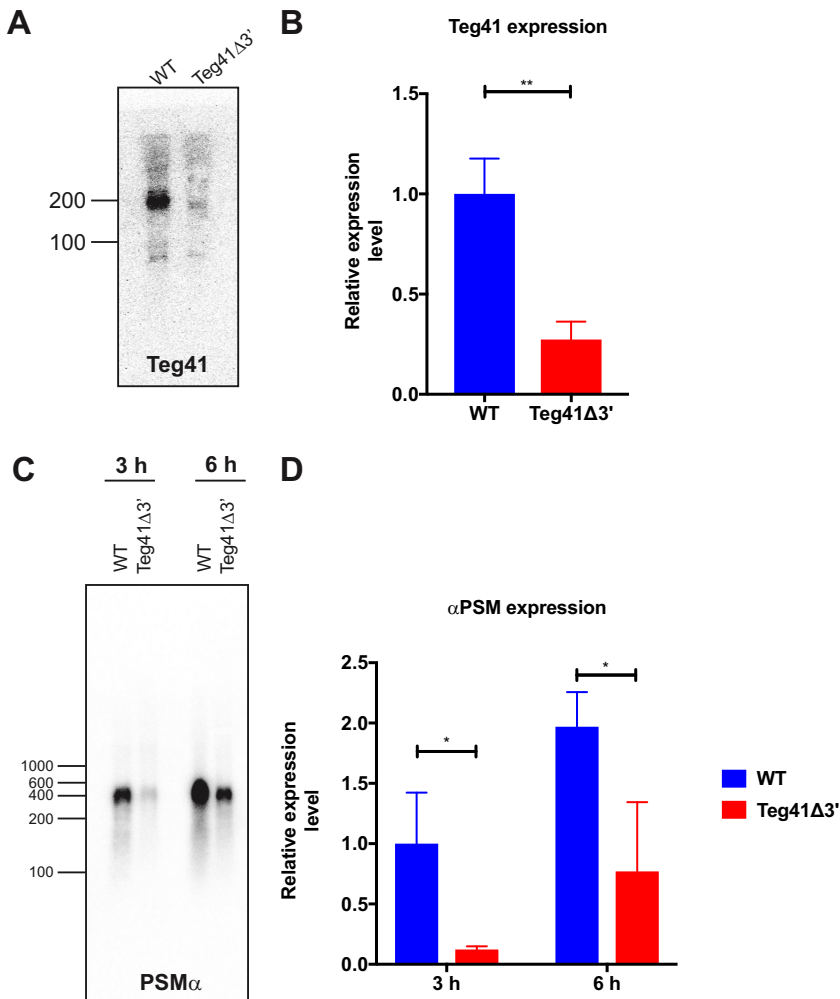 A
WT
Teg41Δ3'
200
100
Teg41
B
Teg41 expression
**
1.5
1.0
0.5
0.0
Relative expression
level
WT
Teg41Δ3'
C
3 h
6 h
WT
Teg41Δ3'
WT
Teg41Δ3'
1000
600
400
200
100
PSMα
D
αPSM expression
*
*
2.5
2.0
1.5
1.0
0.5
0.0
Relative expression
level
3 h
6 h
WT
Teg41Δ3'